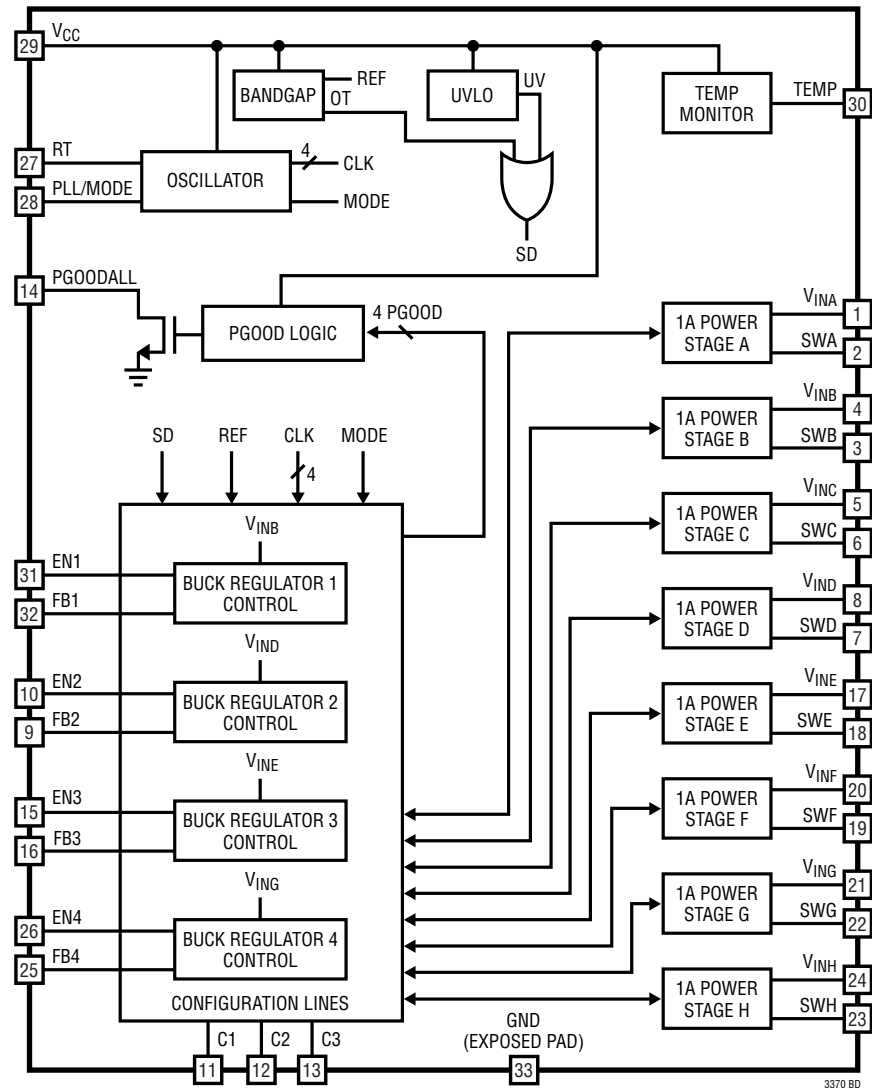 29
VCC
BANDGAP
REF
OT
UVLO
UV
TEMP
MONITOR
TEMP
30
27
RT
28
PLL/MODE
OSCILLATOR
4
CLK
MODE
SD
14
PGOODALL
PGOOD LOGIC
4 PGOOD
1A POWER
STAGE A
VINA
1
SWA
2
1A POWER
STAGE B
VINB
4
SWB
3
SD
REF
CLK
MODE
4
1A POWER
STAGE C
VINC
5
SWC
6
VINB
31
EN1
32
FB1
BUCK REGULATOR 1
CONTROL
1A POWER
STAGE D
VIND
8
SWD
7
VIND
10
EN2
9
FB2
BUCK REGULATOR 2
CONTROL
1A POWER
STAGE E
VINE
17
SWE
18
VINE
15
EN3
16
FB3
BUCK REGULATOR 3
CONTROL
1A POWER
STAGE F
VINF
20
SWF
19
VING
26
EN4
25
FB4
BUCK REGULATOR 4
CONTROL
1A POWER
STAGE G
VING
21
SWG
22
CONFIGURATION LINES
1A POWER
STAGE H
VINH
24
SWH
23
C1
C2
C3
11
12
13
GND
(EXPOSED PAD)
33
3370 BD